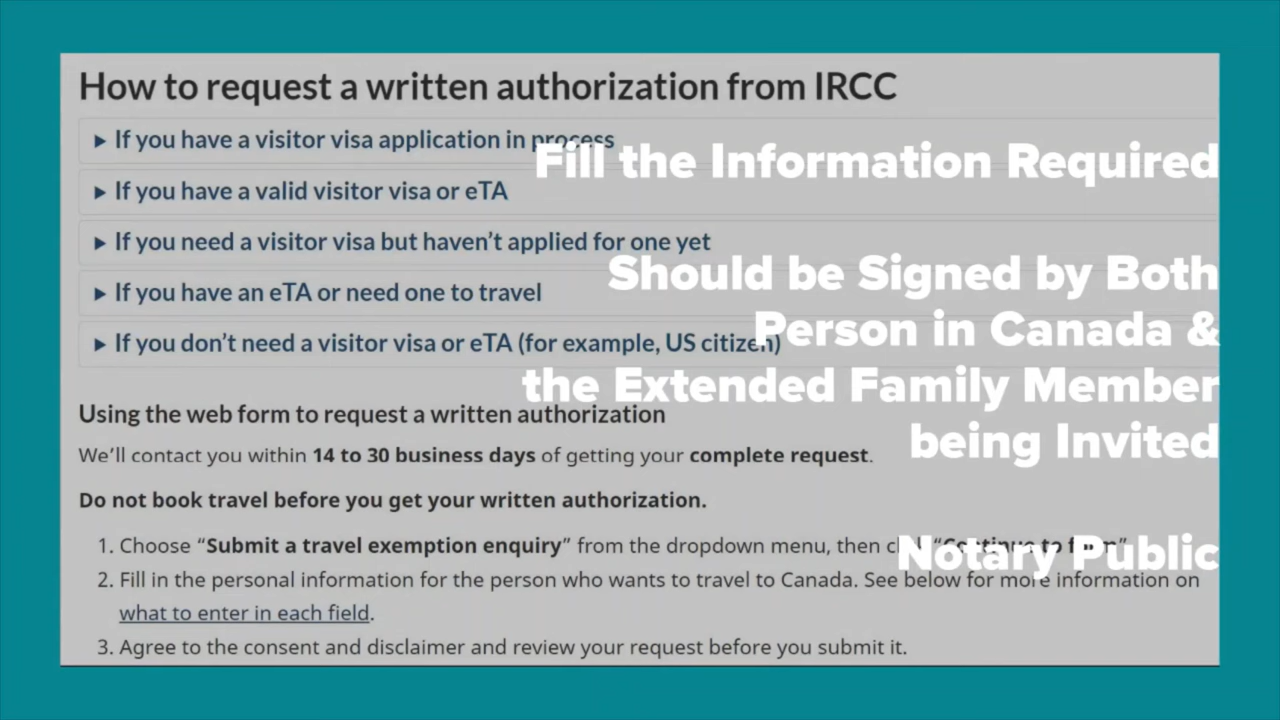 How to request a written authorization from IRCC
If you have a visitor visa application in process
Fill the Information Required
If you have a valid visitor visa or eTA
If you need a visitor visa but haven't applied for one yet
Should be Signed by Both
If you have an eTA or need one to travel
Person in Canada &
If you don't need a visitor visa or eTA (for example, US citizen)
the Extended Family Member
Using the web form to request a written authorization
being Invited
We'll contact you within 14 to 30 business days of getting your complete request.
Do not book travel before you get your written authorization.
1. Choose "Submit a travel exemption enquiry" from the dropdown menu, then "Continue to form"
Notary Public
2. Fill in the personal information for the person who wants to travel to Canada. See below for more information on
what to enter in each field.
3. Agree to the consent and disclaimer and review your request before you submit it.